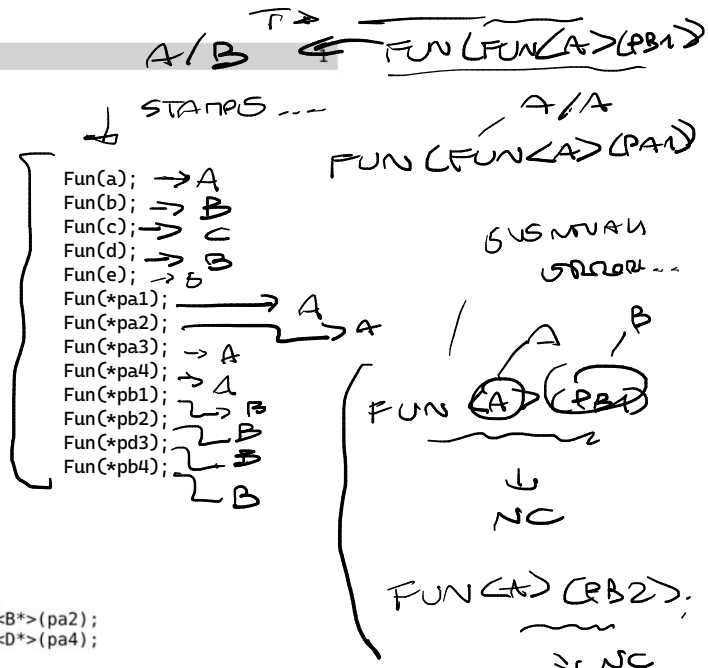 A/B ← FUN(FUN<A>(PB1)
STAMPS ...
A/A
FUN(FUN<A>(PA1)
Fun(a); → A
Fun(b); → B
Fun(c); → C
Fun(d); → B
Fun(e); →
Fun(*pa1); → A
Fun(*pa2); → A
Fun(*pa3); → A
Fun(*pa4); → A
Fun(*pb1); → B
Fun(*pb2); B
Fun(*pd3); B
Fun(*pb4); B
A B
FUN <A> (PB1)
↓
NC
FUN<A>(PB2);
NC
<B*>(pa2);
<D*>(pa4);